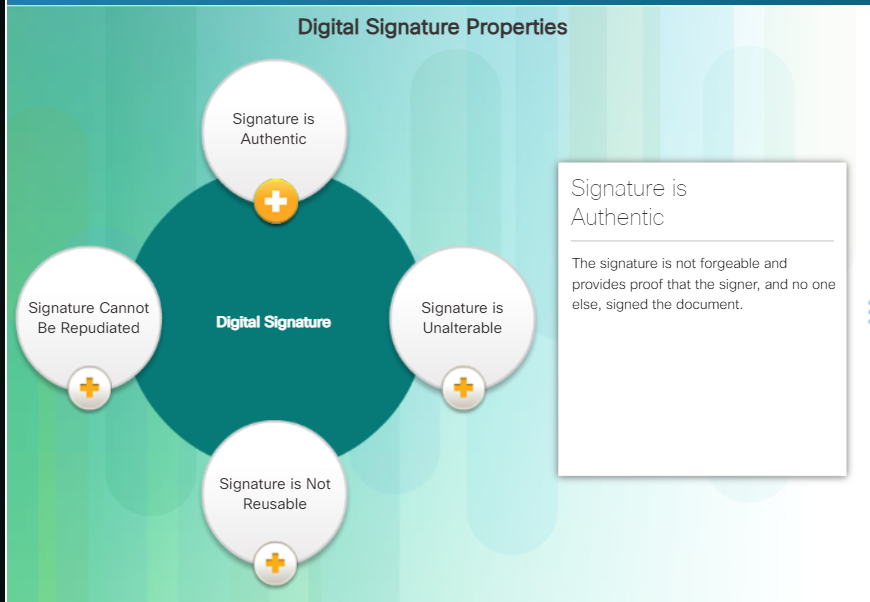 Digital Signature Properties
Signature is
Authentic
Signature Cannot
Be Repudiated
Digital Signature
Signature is
Unalterable
Signature is Not
Reusable
Signature is
Authentic
The signature is not forgeable and
provides proof that the signer, and no one
else, signed the document.